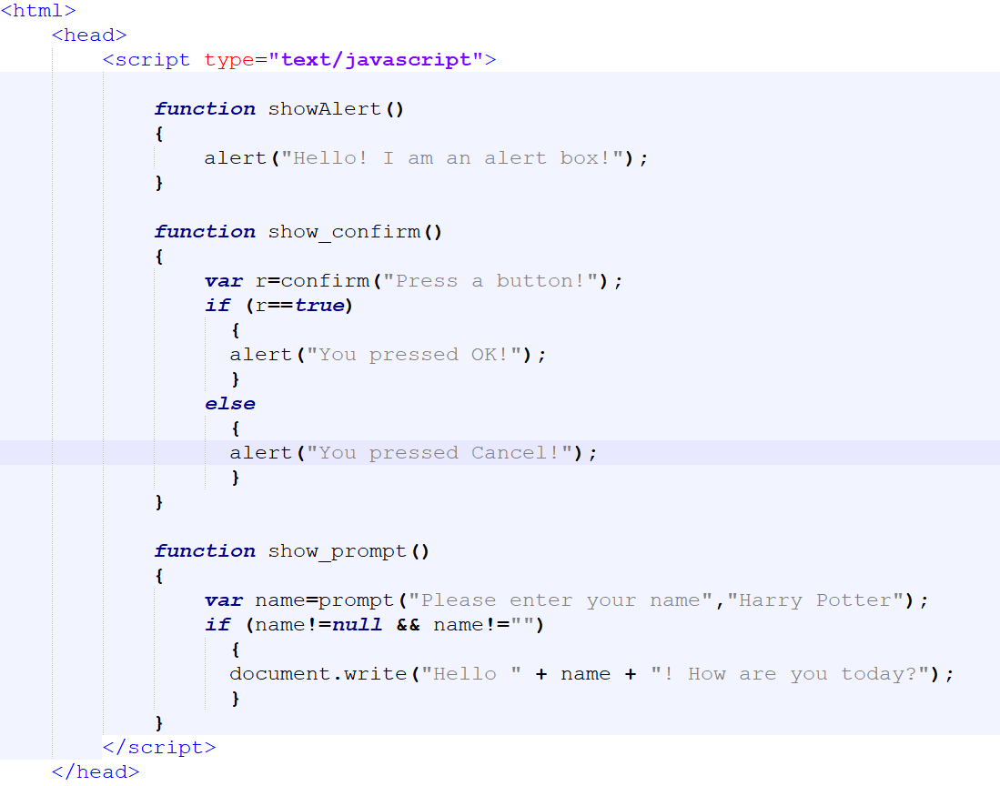 <html>
<head>
<script type="text/javascript">
function showAlert()
{
alert("Hello! I am an alert box!");
}
function show_confirm()
{
var r=confirm("Press a button!");
if (r==true)
{
alert("You pressed OK!");
}
else
{
alert("You pressed Cancel!");
}
}
function show_prompt()
{
var name=prompt("Please enter your name","Harry Potter");
if (name!=null && name!="")
{
document.write("Hello " + name + "! How are you today?");
}
}
</script>
</head>